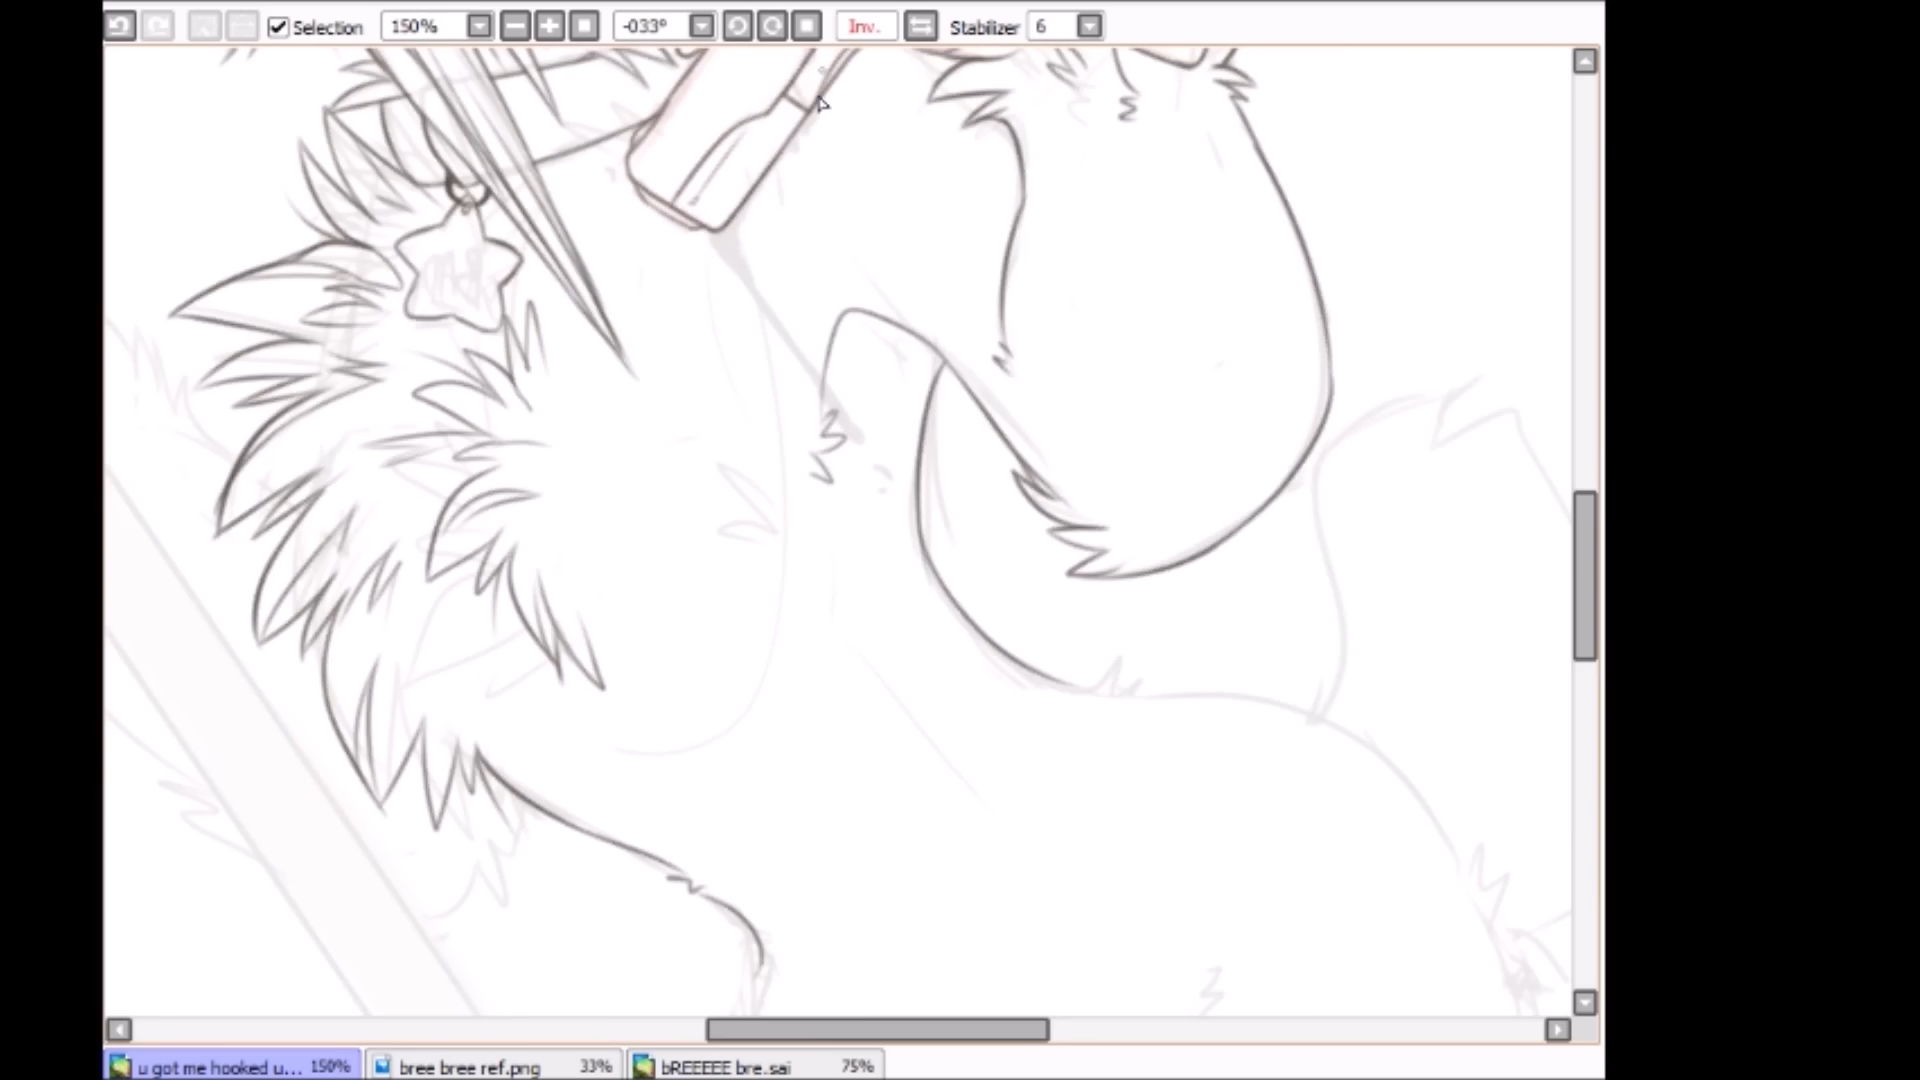 Selection 150% -033° Inv. Stabilizer 6
u got me hooked u... 150% bree bree ref.png 33% bREEEEE bre.sai 75%